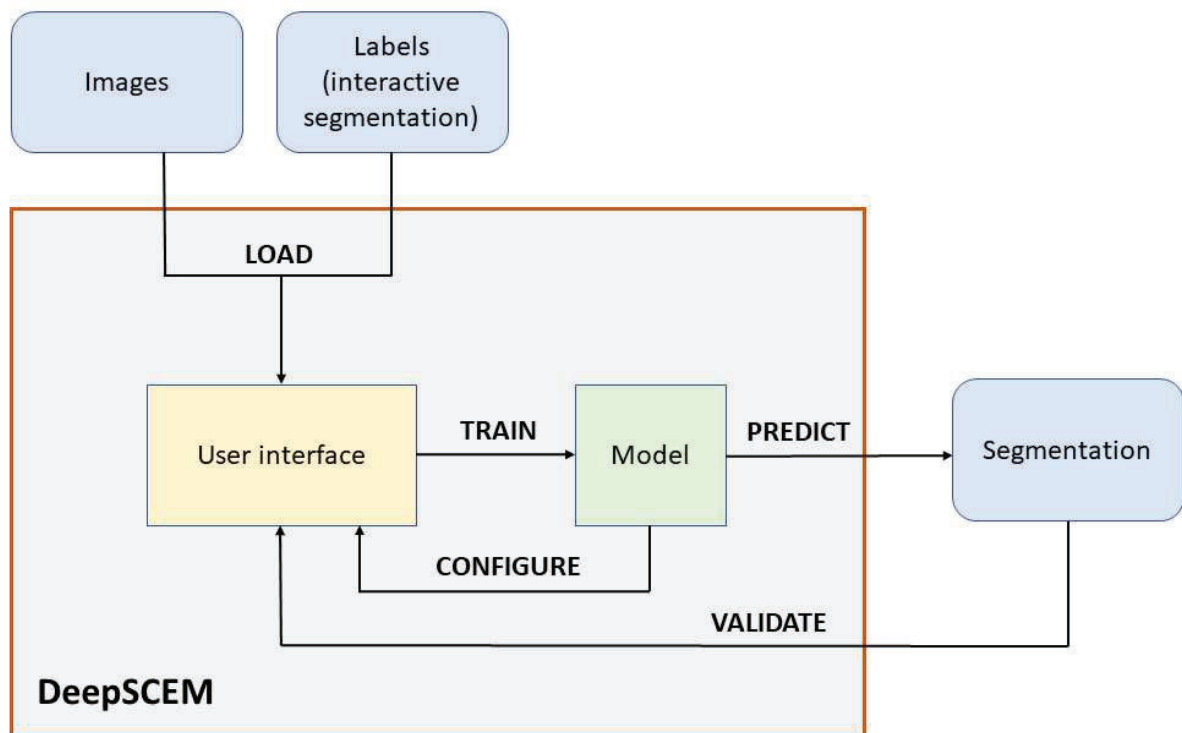 Images
Labels
(interactive
segmentation)
LOAD
User interface
TRAIN
Model
PREDICT
Segmentation
CONFIGURE
VALIDATE
DeepSCEM